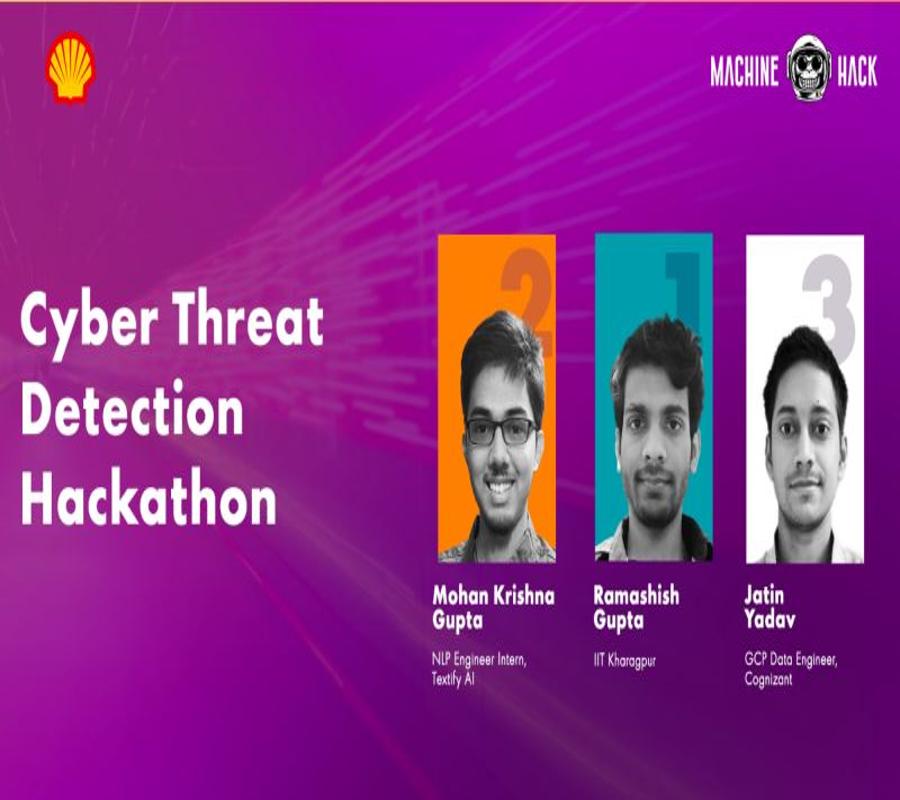 MACHINE HACK
Cyber Threat
Detection
Hackathon
2
1
3
Mohan Krishna
Gupta
NLP Engineer Intern,
Textify AI
Ramashish
Gupta
IIT Kharagpur
Jatin
Yadav
GCP Data Engineer,
Cognizant